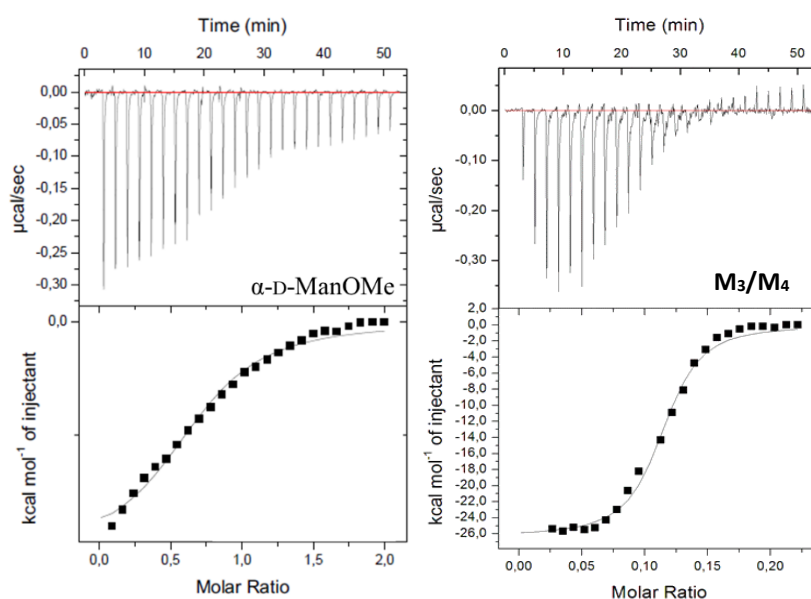 Time (min)
0 10 20 30 40 50
0,00
-0,05
-0,10
-0,15
-0,20
-0,25
-0,30
µcal/sec
α-D-ManOMe
0,0
kcal mol⁻¹ of injectant
0,0 0,5 1,0 1,5 2,0
Molar Ratio
Time (min)
0 10 20 30 40 50
0,00
-0,10
-0,20
-0,30
µcal/sec
M₃/M₄
2,0
0,0
-2,0
-4,0
-6,0
-8,0
-10,0
-12,0
-14,0
-16,0
-18,0
-20,0
-22,0
-24,0
-26,0
kcal mol⁻¹ of injectant
0,00 0,05 0,10 0,15 0,20
Molar Ratio